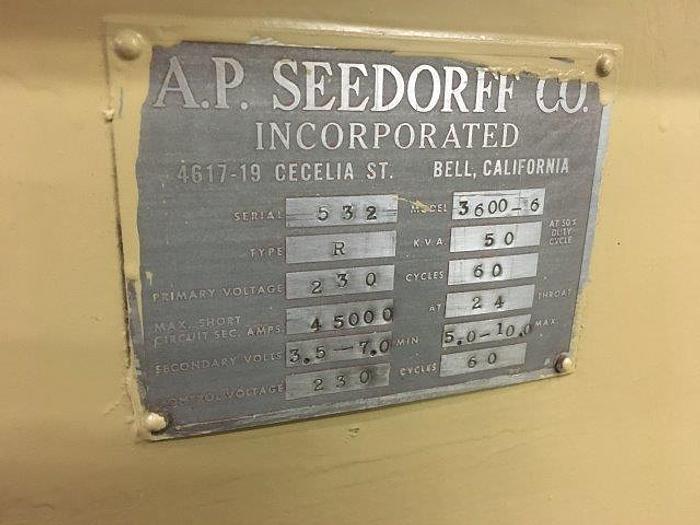 A.P. SEEDORFF CO.
INCORPORATED
4617-19 CECELIA ST. BELL, CALIFORNIA
SERIAL 532 MODEL 3600-6
TYPE R K.V.A. 50 AT 50% DUTY CYCLE
PRIMARY VOLTAGE 230 CYCLES 60
MAX. SHORT CIRCUIT SEC. AMPS. 45000 AT 24 THROAT
SECONDARY VOLTS 3.5-7.0 MIN 5.0-10.0 MAX.
CONTROL VOLTAGE 230 CYCLES 60